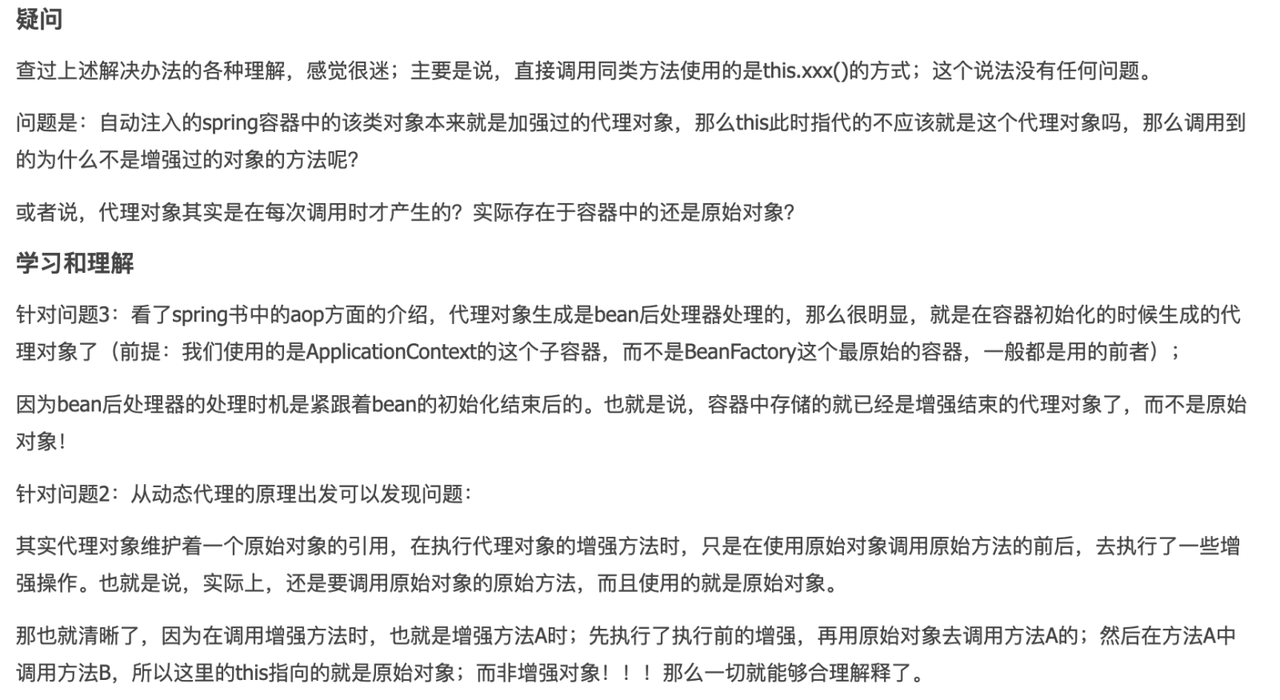 疑问
查过上述解决办法的各种理解，感觉很迷；主要是说，直接调用同类方法使用的是this.xxx()的方式；这个说法没有任何问题。
问题是：自动注入的spring容器中的该类对象本来就是加强过的代理对象，那么this此时指代的不应该就是这个代理对象吗，那么调用到
的为什么不是增强过的对象的方法呢？
或者说，代理对象其实是在每次调用时才产生的？实际存在于容器中的还是原始对象？
学习和理解
针对问题3：看了spring书中的aop方面的介绍，代理对象生成是bean后处理器处理的，那么很明显，就是在容器初始化的时候生成的代
理对象了（前提：我们使用的是ApplicationContext的这个子容器，而不是BeanFactory这个最原始的容器，一般都是用的前者）；
因为bean后处理器的处理时机是紧跟着bean的初始化结束后的。也就是说，容器中存储的就已经是增强结束的代理对象了，而不是原始
对象！
针对问题2：从动态代理的原理出发可以发现问题：
其实代理对象维护着一个原始对象的引用，在执行代理对象的增强方法时，只是在使用原始对象调用原始方法的前后，去执行了一些增
强操作。也就是说，实际上，还是要调用原始对象的原始方法，而且使用的就是原始对象。
那也就清晰了，因为在调用增强方法时，也就是增强方法A时；先执行了执行前的增强，再用原始对象去调用方法A的；然后在方法A中
调用方法B，所以这里的this指向的就是原始对象；而非增强对象！！！那么一切就能够合理解释了。